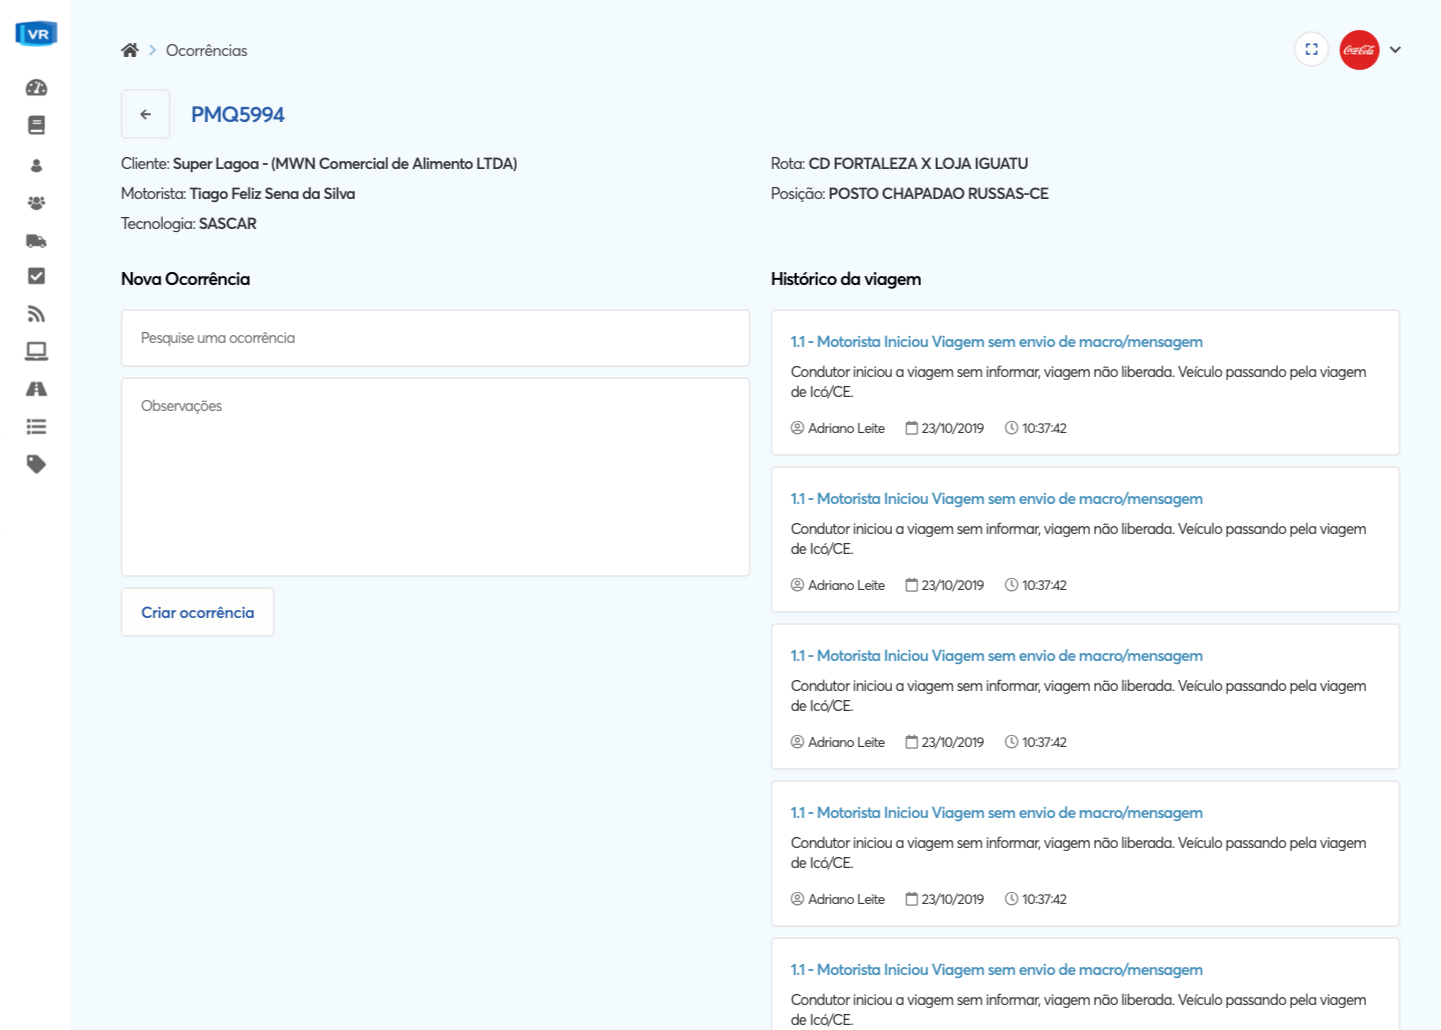 VR
Ocorrências
Coca-Cola
PMQ5994
Cliente: Super Lagoa - (MWN Comercial de Alimento LTDA)
Motorista: Tiago Feliz Sena da Silva
Tecnologia: SASCAR
Rota: CD FORTALEZA X LOJA IGUATU
Posição: POSTO CHAPADAO RUSSAS-CE
Nova Ocorrência
Pesquise uma ocorrência
Observações
Criar ocorrência
Histórico da viagem
1.1 - Motorista Iniciou Viagem sem envio de macro/mensagem
Condutor iniciou a viagem sem informar, viagem não liberada. Veículo passando pela viagem
de Icó/CE.
Adriano Leite 23/10/2019 10:37:42
1.1 - Motorista Iniciou Viagem sem envio de macro/mensagem
Condutor iniciou a viagem sem informar, viagem não liberada. Veículo passando pela viagem
de Icó/CE.
Adriano Leite 23/10/2019 10:37:42
1.1 - Motorista Iniciou Viagem sem envio de macro/mensagem
Condutor iniciou a viagem sem informar, viagem não liberada. Veículo passando pela viagem
de Icó/CE.
Adriano Leite 23/10/2019 10:37:42
1.1 - Motorista Iniciou Viagem sem envio de macro/mensagem
Condutor iniciou a viagem sem informar, viagem não liberada. Veículo passando pela viagem
de Icó/CE.
Adriano Leite 23/10/2019 10:37:42
1.1 - Motorista Iniciou Viagem sem envio de macro/mensagem
Condutor iniciou a viagem sem informar, viagem não liberada. Veículo passando pela viagem
de Icó/CE.